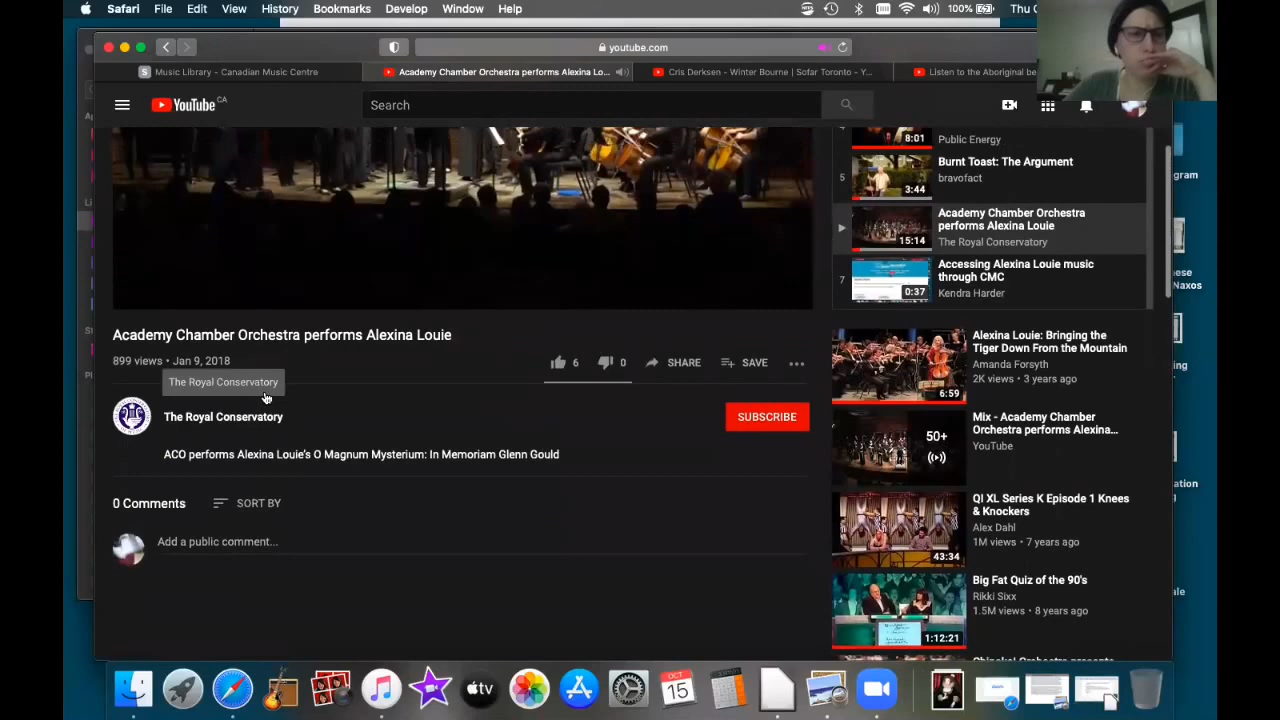 Safari File Edit View History Bookmarks Develop Window Help
100% Thu
youtube.com
S Music Library - Canadian Music Centre
Academy Chamber Orchestra performs Alexina Lo...
Cris Derksen - Winter Bourne | Sofar Toronto - Y...
Listen to the Aboriginal be
YouTube CA
Search
8:01
Public Energy
5
3:44
Burnt Toast: The Argument
bravofact
15:14
Academy Chamber Orchestra
performs Alexina Louie
The Royal Conservatory
7
0:37
Accessing Alexina Louie music
through CMC
Kendra Harder
Academy Chamber Orchestra performs Alexina Louie
899 views • Jan 9, 2018
6 0 SHARE SAVE
The Royal Conservatory
The Royal Conservatory
SUBSCRIBE
ACO performs Alexina Louie's O Magnum Mysterium: In Memoriam Glenn Gould
0 Comments SORT BY
Add a public comment...
6:59
Alexina Louie: Bringing the
Tiger Down From the Mountain
Amanda Forsyth
2K views • 3 years ago
50+
Mix - Academy Chamber
Orchestra performs Alexina...
YouTube
43:34
QI XL Series K Episode 1 Knees
& Knockers
Alex Dahl
1M views • 7 years ago
1:12:21
Big Fat Quiz of the 90's
Rikki Sixx
1.5M views • 8 years ago
gram
nese
Naxos
ing
ation
ale
tv
OCT
15